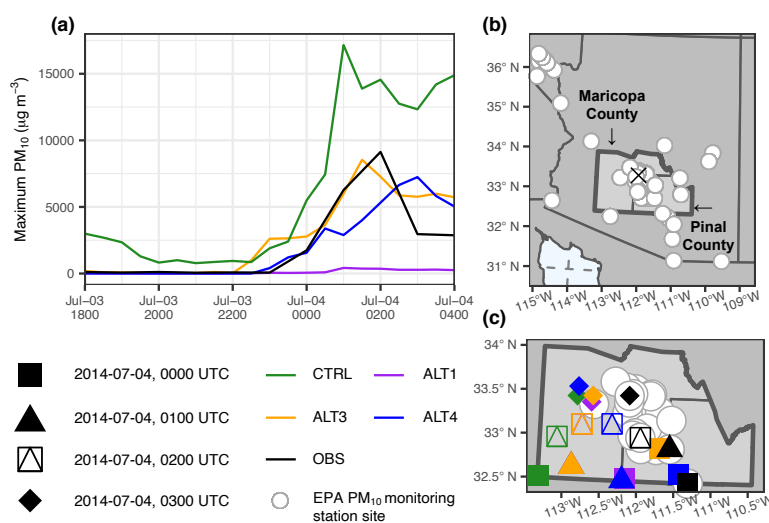 (a)
Maximum PM10 (µg m−3)
15000
10000
5000
0
Jul−03
1800
Jul−03
2000
Jul−03
2200
Jul−04
0000
Jul−04
0200
Jul−04
0400
(b)
36° N
35° N
34° N
33° N
32° N
31° N
Maricopa
County
↓
←
Pinal
County
115°W
114°W
113°W
112°W
111°W
110°W
109°W
2014-07-04, 0000 UTC
2014-07-04, 0100 UTC
2014-07-04, 0200 UTC
2014-07-04, 0300 UTC
CTRL
ALT1
ALT3
ALT4
OBS
EPA PM10 monitoring
station site
(c)
34° N
33.5° N
33° N
32.5° N
113°W
112.5°W
112°W
111.5°W
111°W
110.5°W